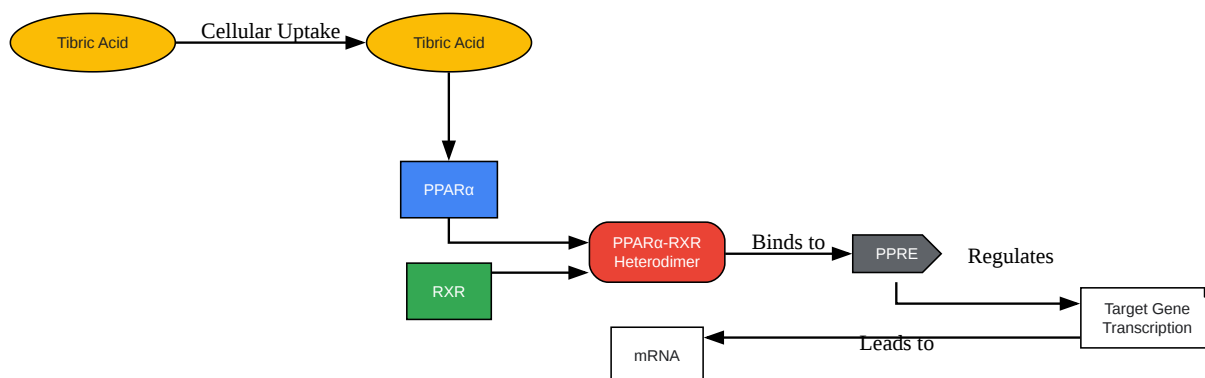 Tibric Acid
Cellular Uptake
Tibric Acid
PPARα
RXR
PPARα-RXR
Heterodimer
Binds to
PPRE
Regulates
Target Gene
Transcription
Leads to
mRNA